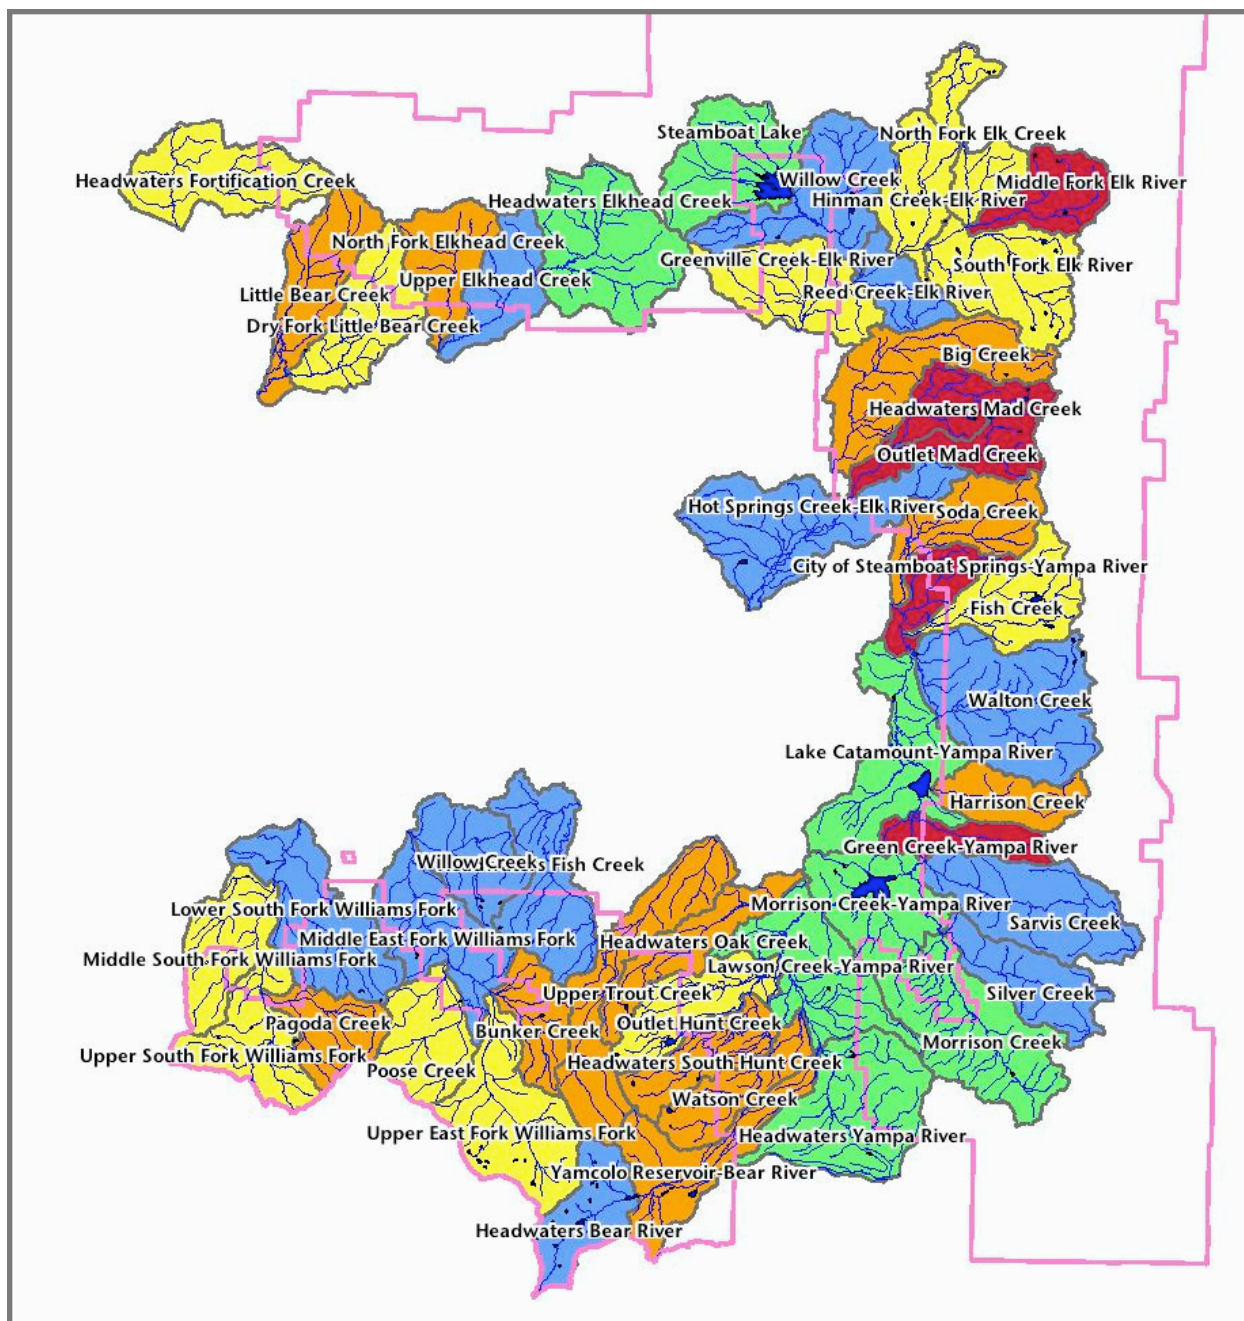 Steamboat Lake
North Fork Elk Creek
Headwaters Fortification Creek
Willow Creek
Middle Fork Elk River
Headwaters Elkhead Creek
Hinman Creek-Elk River
North Fork Elkhead Creek
Greenville Creek-Elk River
South Fork Elk River
Upper Elkhead Creek
Little Bear Creek
Reed Creek-Elk River
Dry Fork Little Bear Creek
Big Creek
Headwaters Mad Creek
Outlet Mad Creek
Hot Springs Creek-Elk River
Soda Creek
City of Steamboat Springs-Yampa River
Fish Creek
Walton Creek
Lake Catamount-Yampa River
Harrison Creek
Green Creek-Yampa River
Willow Creek
s Fish Creek
Morrison Creek-Yampa River
Lower South Fork Williams Fork
Sarvis Creek
Middle East Fork Williams Fork
Headwaters Oak Creek
Middle South Fork Williams Fork
Lawson Creek-Yampa River
Upper Trout Creek
Silver Creek
Pagoda Creek
Bunker Creek
Outlet Hunt Creek
Morrison Creek
Upper South Fork Williams Fork
Poose Creek
Headwaters South Hunt Creek
Watson Creek
Upper East Fork Williams Fork
Headwaters Yampa River
Yamcolo Reservoir-Bear River
Headwaters Bear River